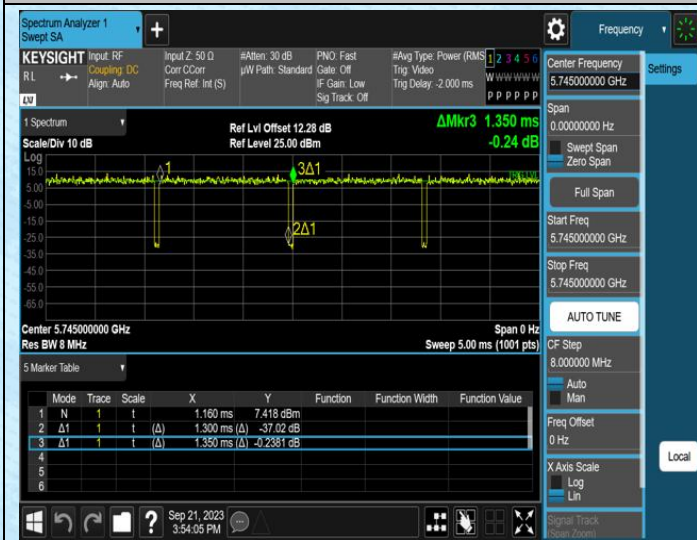 Spectrum Analyzer 1
Swept SA
+
Frequency
KEYSIGHT
RL
LXI
Input: RF
Coupling: DC
Align: Auto
Input Z: 50 Ω
Corr CCorr
Freq Ref: Int (S)
#Atten: 30 dB
µW Path: Standard
PNO: Fast
Gate: Off
IF Gain: Low
Sig Track: Off
#Avg Type: Power (RMS
Trig: Video
Trig Delay: -2.000 ms
1 2 3 4 5 6
W W W W W W
P P P P P P
1 Spectrum
Scale/Div 10 dB
Ref Lvl Offset 12.28 dB
Ref Level 25.00 dBm
ΔMkr3 1.350 ms
-0.24 dB
Log
15.0
5.00
-5.00
-15.0
-25.0
-35.0
-45.0
-55.0
-65.0
1
3Δ1
2Δ1
Center 5.745000000 GHz
Res BW 8 MHz
Span 0 Hz
Sweep 5.00 ms (1001 pts)
5 Marker Table
Mode Trace Scale X Y Function Function Width Function Value
1 N 1 t 1.160 ms 7.418 dBm
2 Δ1 1 t (Δ) 1.300 ms (Δ) -37.02 dB
3 Δ1 1 t (Δ) 1.350 ms (Δ) -0.2381 dB
4
5
6
Sep 21, 2023
3:54:05 PM
Center Frequency
5.745000000 GHz
Span
0.00000000 Hz
Swept Span
Zero Span
Full Span
Start Freq
5.745000000 GHz
Stop Freq
5.745000000 GHz
AUTO TUNE
CF Step
8.000000 MHz
Auto
Man
Freq Offset
0 Hz
X Axis Scale
Log
Lin
Signal Track
(Span Zoom)
Settings
Local